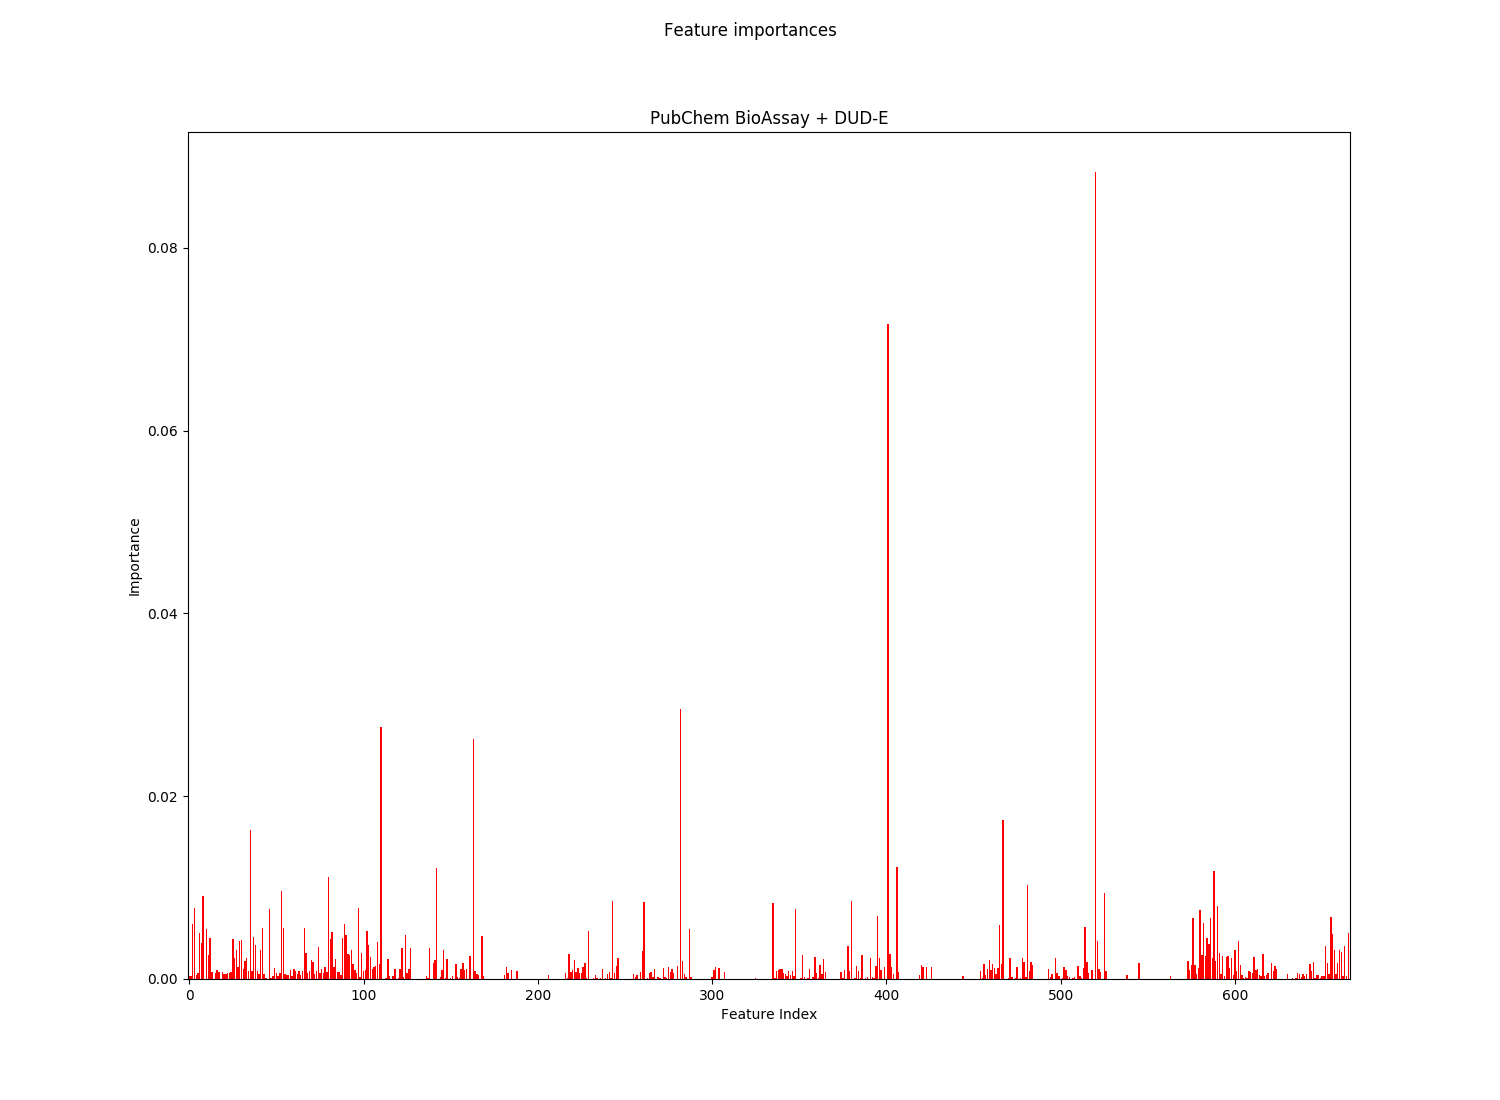 Feature importances
PubChem BioAssay + DUD-E
0.08
0.06
0.04
0.02
0.00
Importance
0 100 200 300 400 500 600
Feature Index